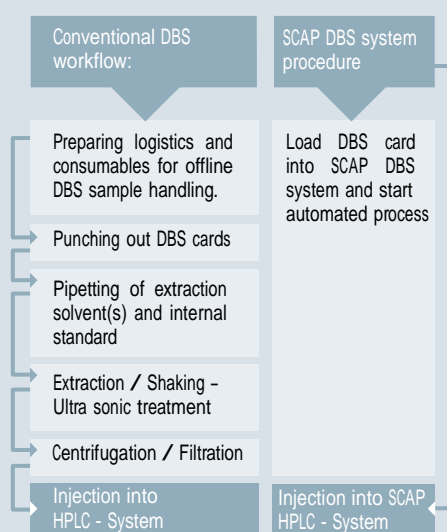 Conventional DBS
workflow:
Preparing logistics and
consumables for offline
DBS sample handling.
Punching out DBS cards
Pipetting of extraction
solvent(s) and internal
standard
Extraction / Shaking –
Ultra sonic treatment
Centrifugation / Filtration
Injection into
HPLC - System
SCAP DBS system
procedure
Load DBS card
into SCAP DBS
system and start
automated process
Injection into SCAP
HPLC - System